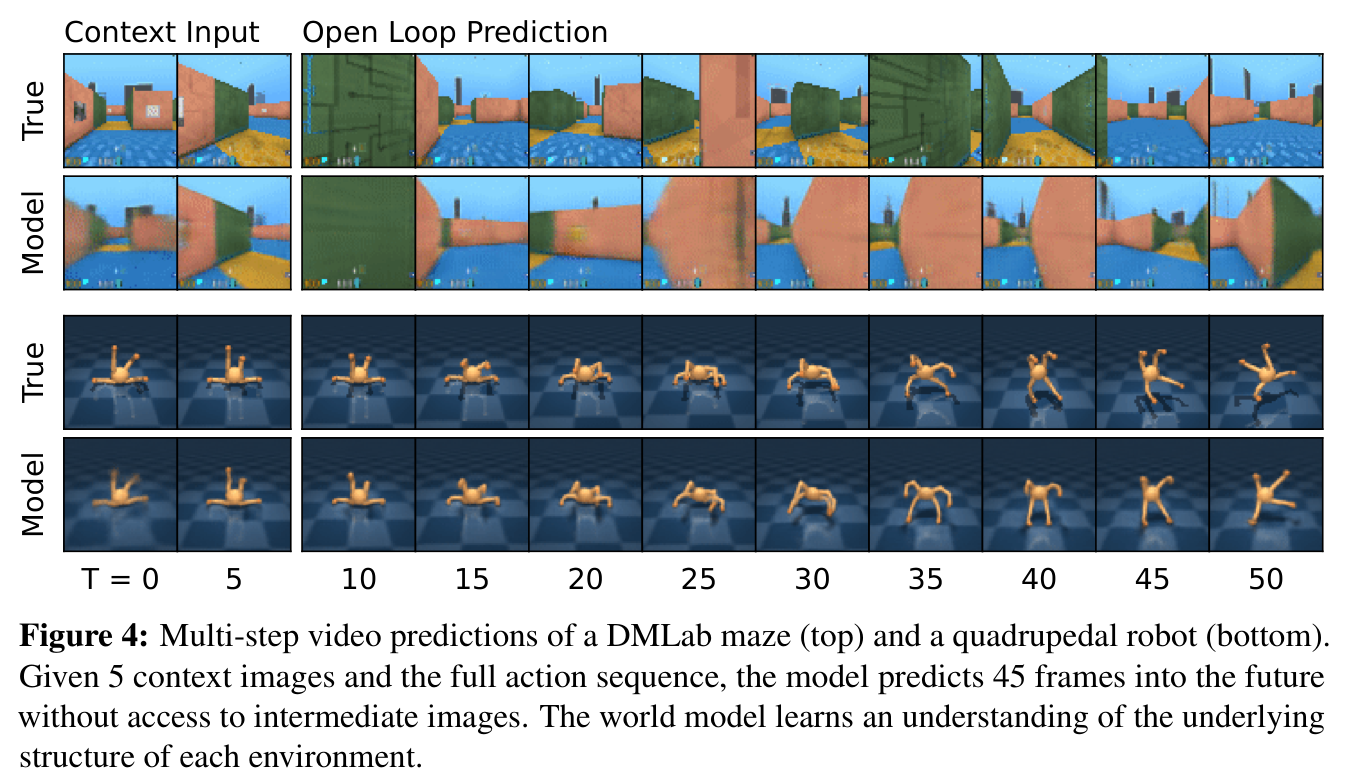 Context Input Open Loop Prediction
True
Model
True
Model
T = 0 5 10 15 20 25 30 35 40 45 50
Figure 4: Multi-step video predictions of a DMLab maze (top) and a quadrupedal robot (bottom).
Given 5 context images and the full action sequence, the model predicts 45 frames into the future
without access to intermediate images. The world model learns an understanding of the underlying
structure of each environment.